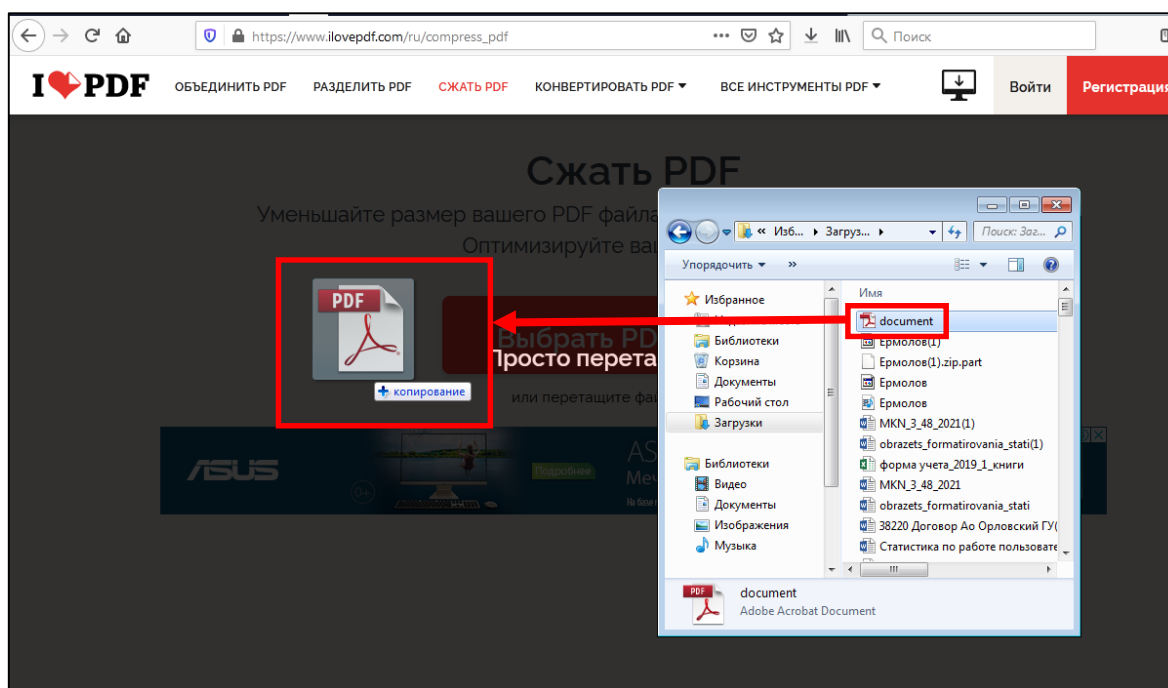 https://www.ilovepdf.com/ru/compress_pdf
Поиск
I PDF
ОБЪЕДИНИТЬ PDF
РАЗДЕЛИТЬ PDF
СЖАТЬ PDF
КОНВЕРТИРОВАТЬ PDF
ВСЕ ИНСТРУМЕНТЫ PDF
Войти
Регистрация
Сжать PDF
Уменьшайте размер вашего PDF файла
Оптимизируйте
PDF
Выбрать PD
Просто перета
копирование
или перетащите
ASUS
0+
Подробнее
AS
« Изб... Загруз...
Поиск: Заг...
Упорядочить »
Избранное
Библиотеки
Корзина
Документы
Рабочий стол
Загрузки
Библиотеки
Видео
Документы
Изображения
Музыка
Имя
document
Ермолов(1)
Ермолов(1).zip.part
Ермолов
Ермолов
MKN_3_48_2021(1)
obrazets_formatirovania_stati(1)
форма учета_2019_1_книги
MKN_3_48_2021
obrazets_formatirovania_stati
38220 Договор Ао Орловский ГУ(
Статистика по работе пользовате
PDF
document
Adobe Acrobat Document